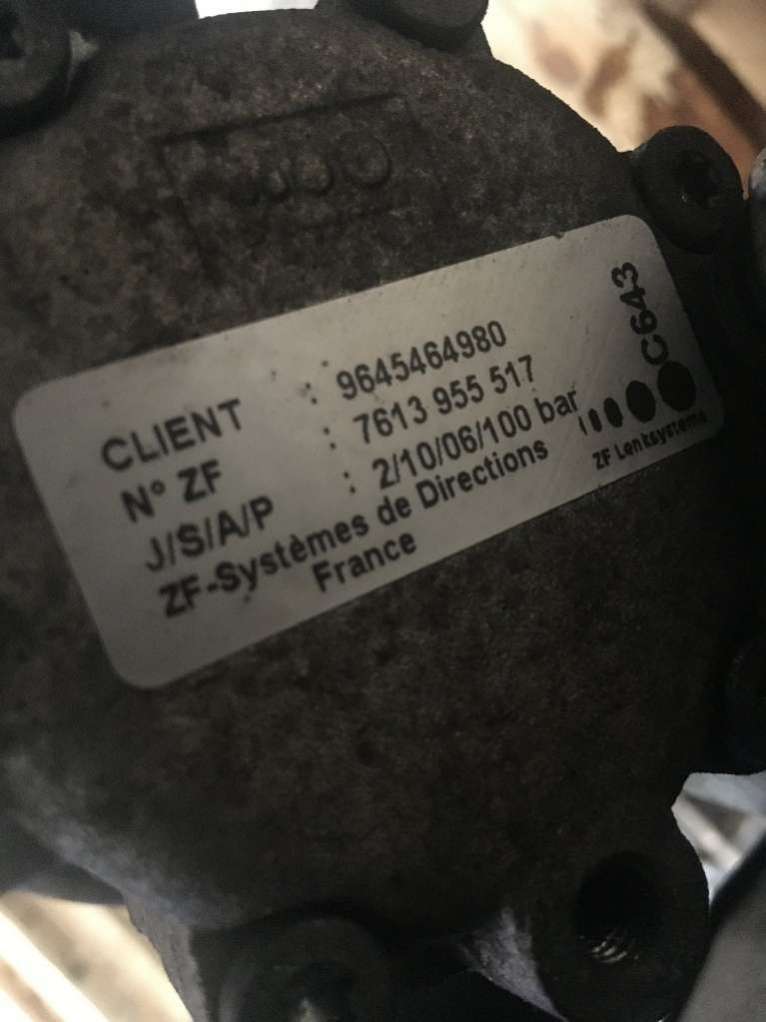 CLIENT : 9645464980
N° ZF : 7613 955 517
J/S/A/P : 2/10/06/100 bar
ZF-Systèmes de Directions
France
C643
ZF Lenksysteme